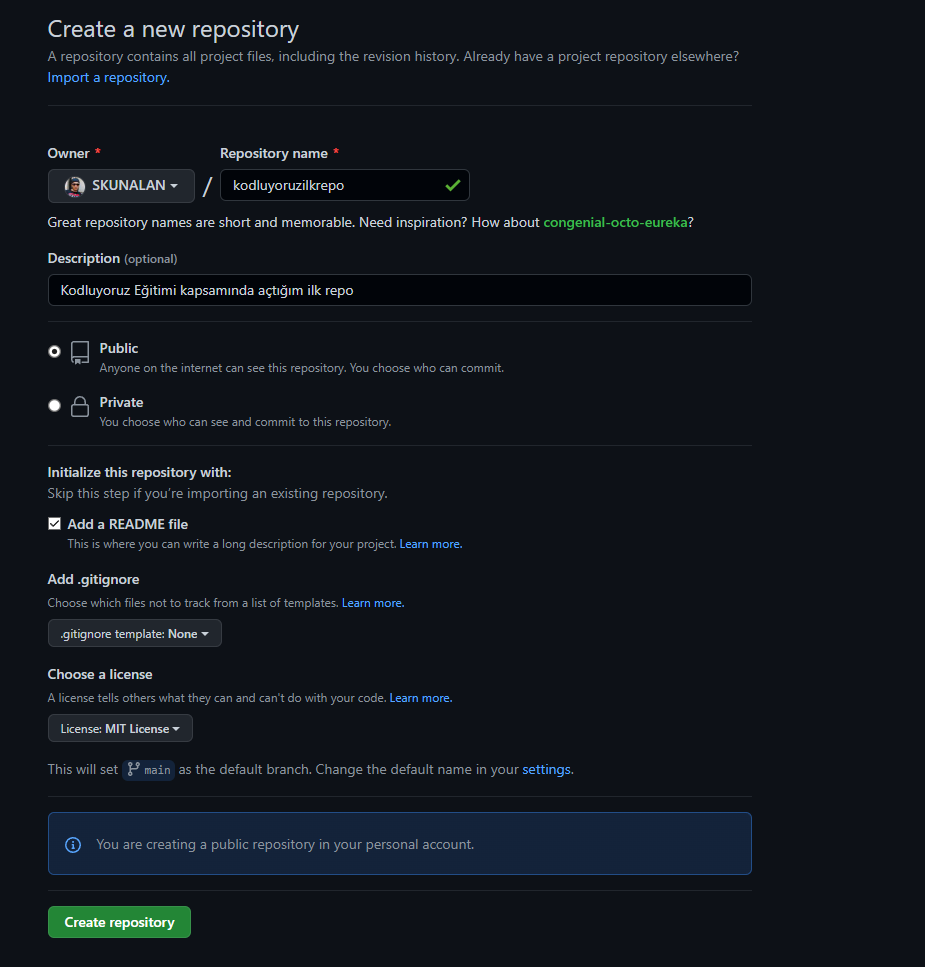 Create a new repository
A repository contains all project files, including the revision history. Already have a project repository elsewhere?
Import a repository.
Owner * Repository name *
SKUNALAN / kodluyoruzilkrepo
Great repository names are short and memorable. Need inspiration? How about congenial-octo-eureka?
Description (optional)
Kodluyoruz Eğitimi kapsamında açtığım ilk repo
Public
Anyone on the internet can see this repository. You choose who can commit.
Private
You choose who can see and commit to this repository.
Initialize this repository with:
Skip this step if you're importing an existing repository.
Add a README file
This is where you can write a long description for your project. Learn more.
Add .gitignore
Choose which files not to track from a list of templates. Learn more.
.gitignore template: None
Choose a license
A license tells others what they can and can't do with your code. Learn more.
License: MIT License
This will set main as the default branch. Change the default name in your settings.
You are creating a public repository in your personal account.
Create repository